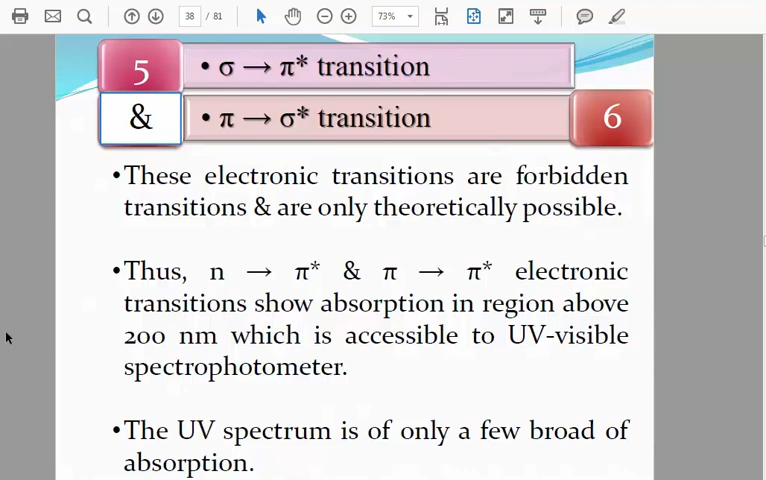 38 / 81
73%
5
• σ → π* transition
&
• π → σ* transition
6
•These electronic transitions are forbidden
transitions & are only theoretically possible.
•Thus, n → π* & π → π* electronic
transitions show absorption in region above
200 nm which is accessible to UV-visible
spectrophotometer.
•The UV spectrum is of only a few broad of
absorption.